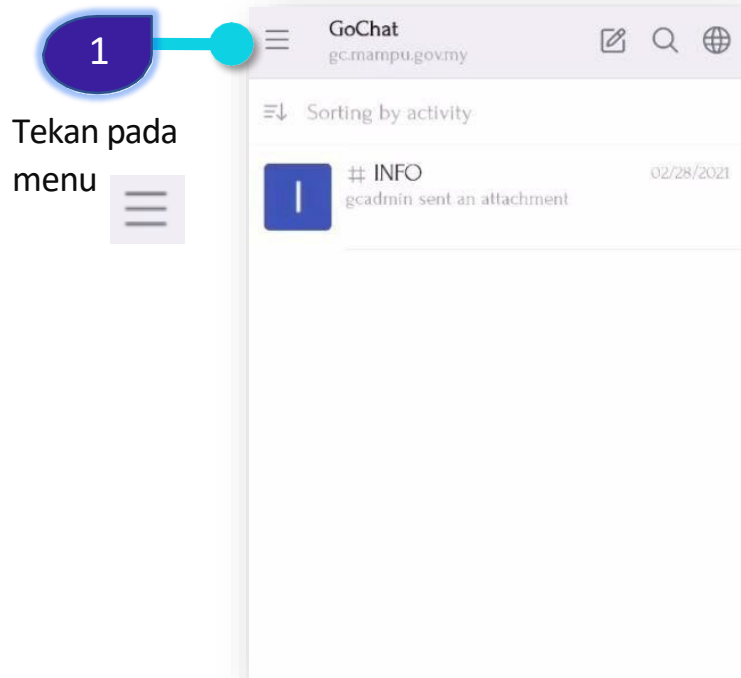 1
Tekan pada
menu
GoChat
gc.mampu.gov.my
Sorting by activity
# INFO
02/28/2021
I
gcadmin sent an attachment